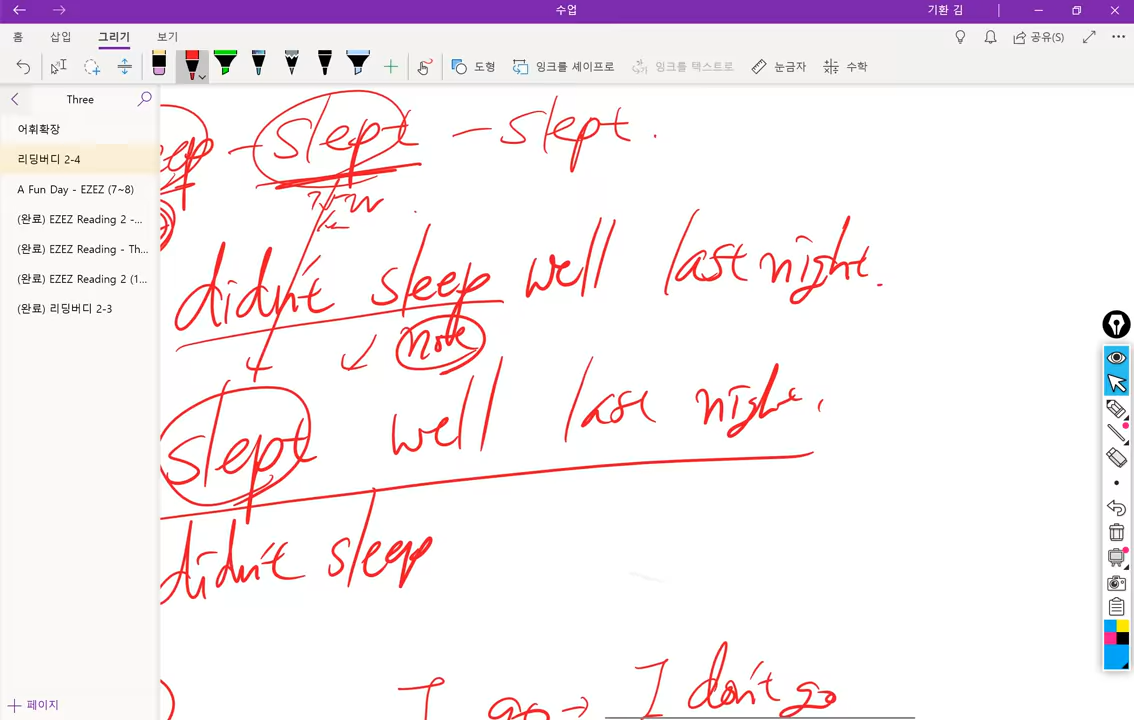 수업
기환 김
홈 삽입 그리기 보기
공유(S)
도형 잉크를 셰이프로 잉크를 텍스트로 눈금자 수학
Three
어휘확장
리딩버디 2-4
A Fun Day - EZEZ (7~8)
(완료) EZEZ Reading 2 -...
(완료) EZEZ Reading - Th...
(완료) EZEZ Reading 2 (1...
(완료) 리딩버디 2-3
페이지
eep - slept - slept.
didn't sleep well last night.
slept well last night.
didn't sleep
I go → I don't go